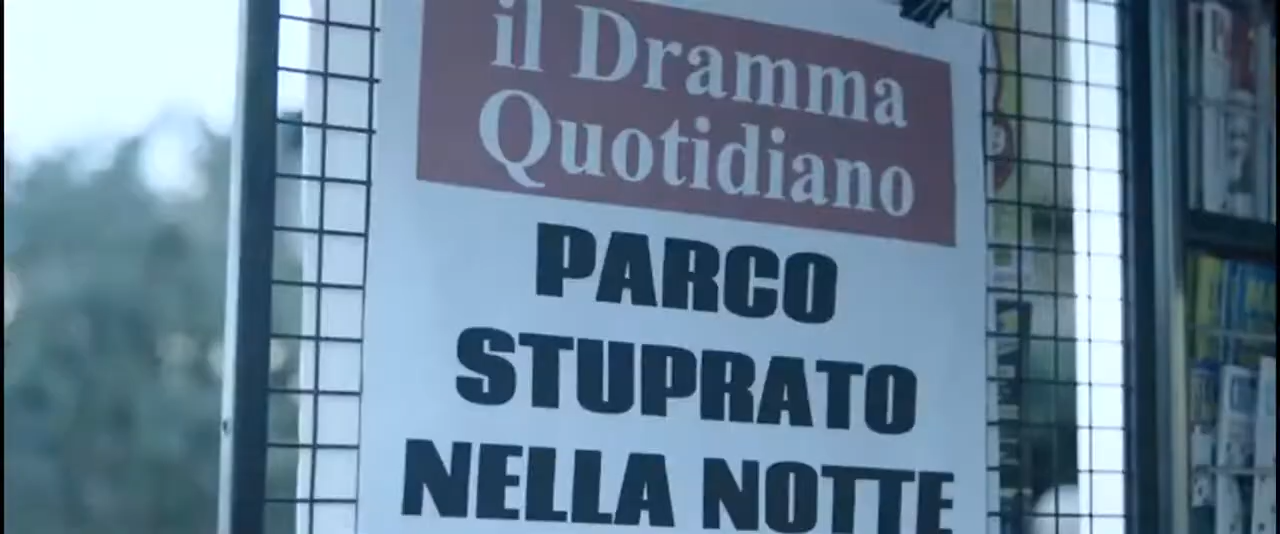 il Dramma
Quotidiano
PARCO
STUPRATO
NELLA NOTTE